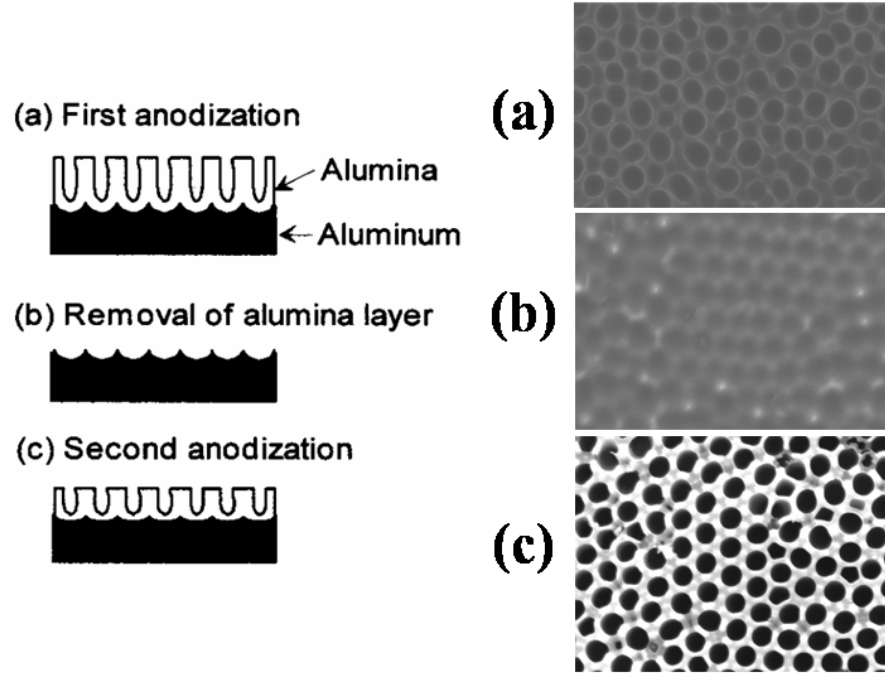 (a) First anodization
Alumina
Aluminum
(b) Removal of alumina layer
(c) Second anodization
(a)
(b)
(c)